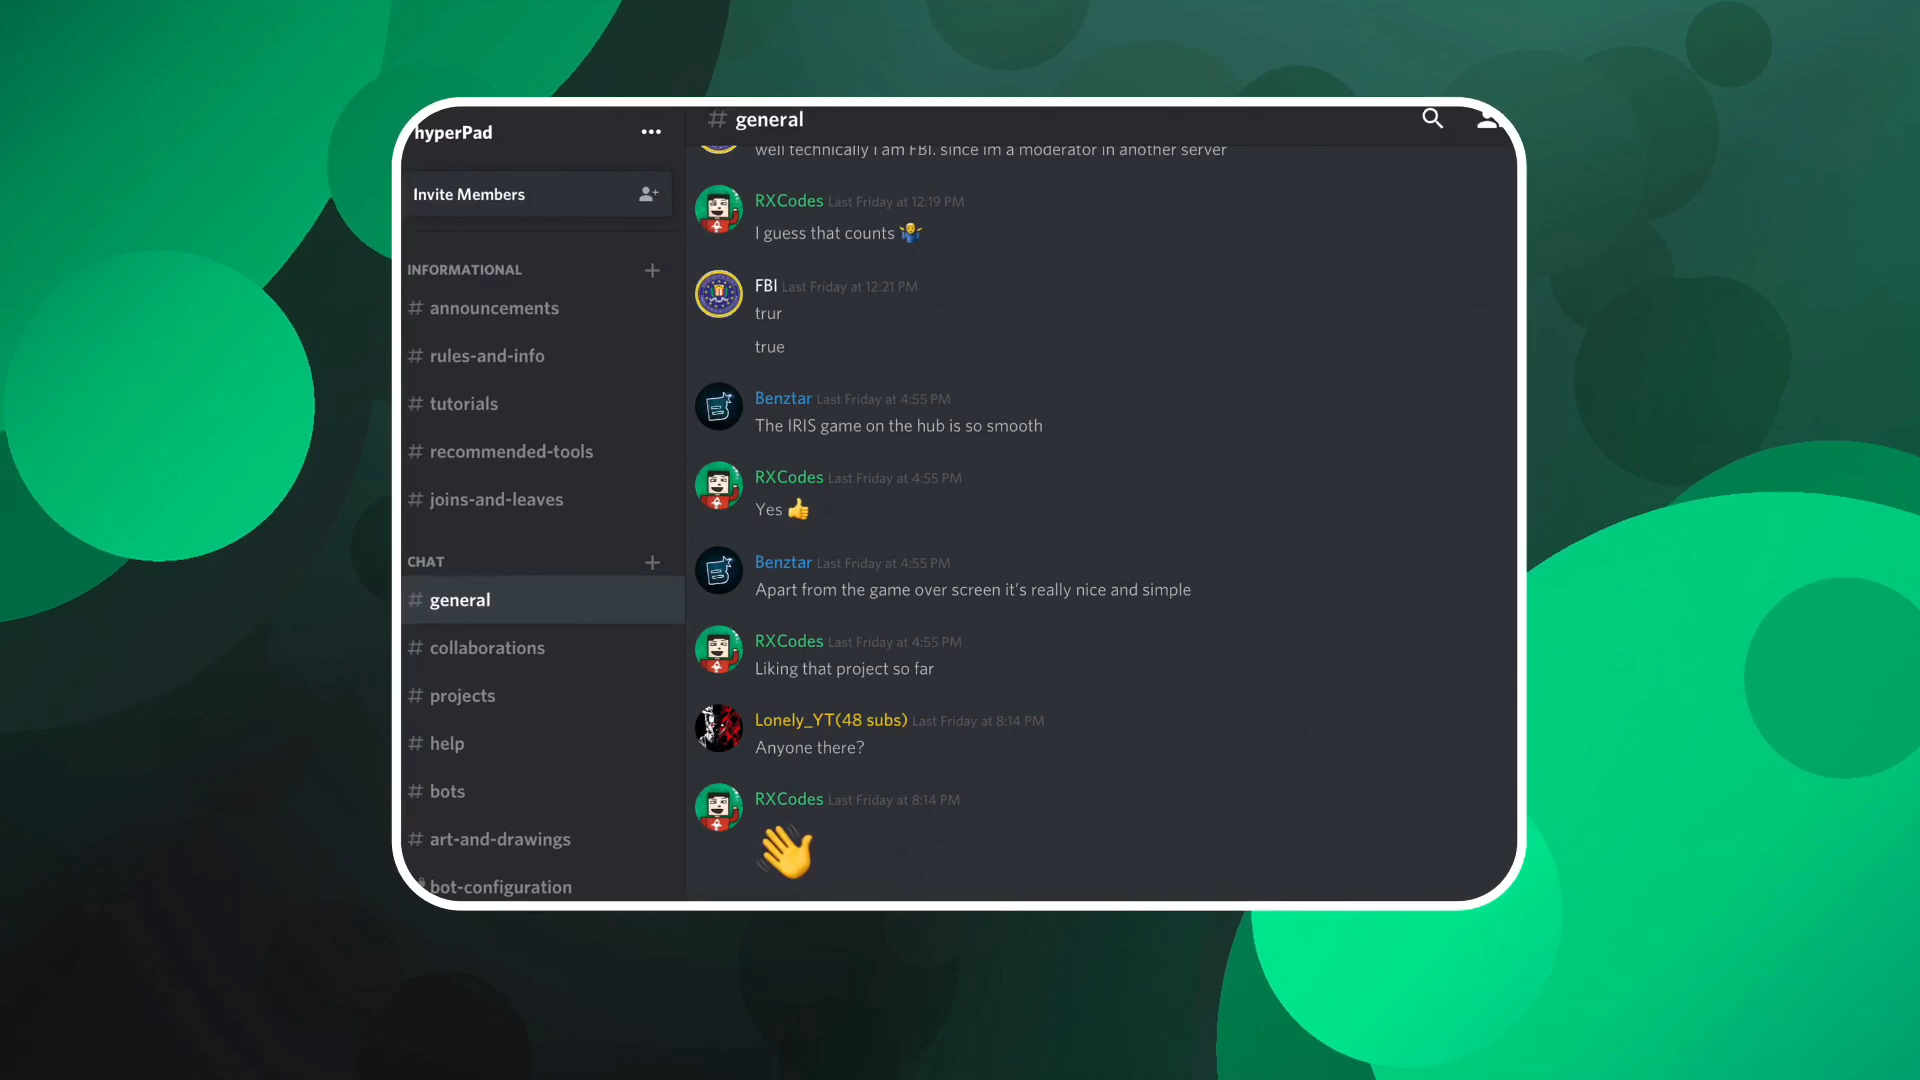 hyperPad
Invite Members
INFORMATIONAL
# announcements
# rules-and-info
# tutorials
# recommended-tools
# joins-and-leaves
CHAT
# general
# collaborations
# projects
# help
# bots
# art-and-drawings
bot-configuration
# general
well technically i am FBI. since im a moderator in another server
RXCodes Last Friday at 12:19 PM
I guess that counts 🤷‍♂️
FBI Last Friday at 12:21 PM
trur
true
Benztar Last Friday at 4:55 PM
The IRIS game on the hub is so smooth
RXCodes Last Friday at 4:55 PM
Yes 👍
Benztar Last Friday at 4:55 PM
Apart from the game over screen it's really nice and simple
RXCodes Last Friday at 4:55 PM
Liking that project so far
Lonely_YT(48 subs) Last Friday at 8:14 PM
Anyone there?
RXCodes Last Friday at 8:14 PM
👋